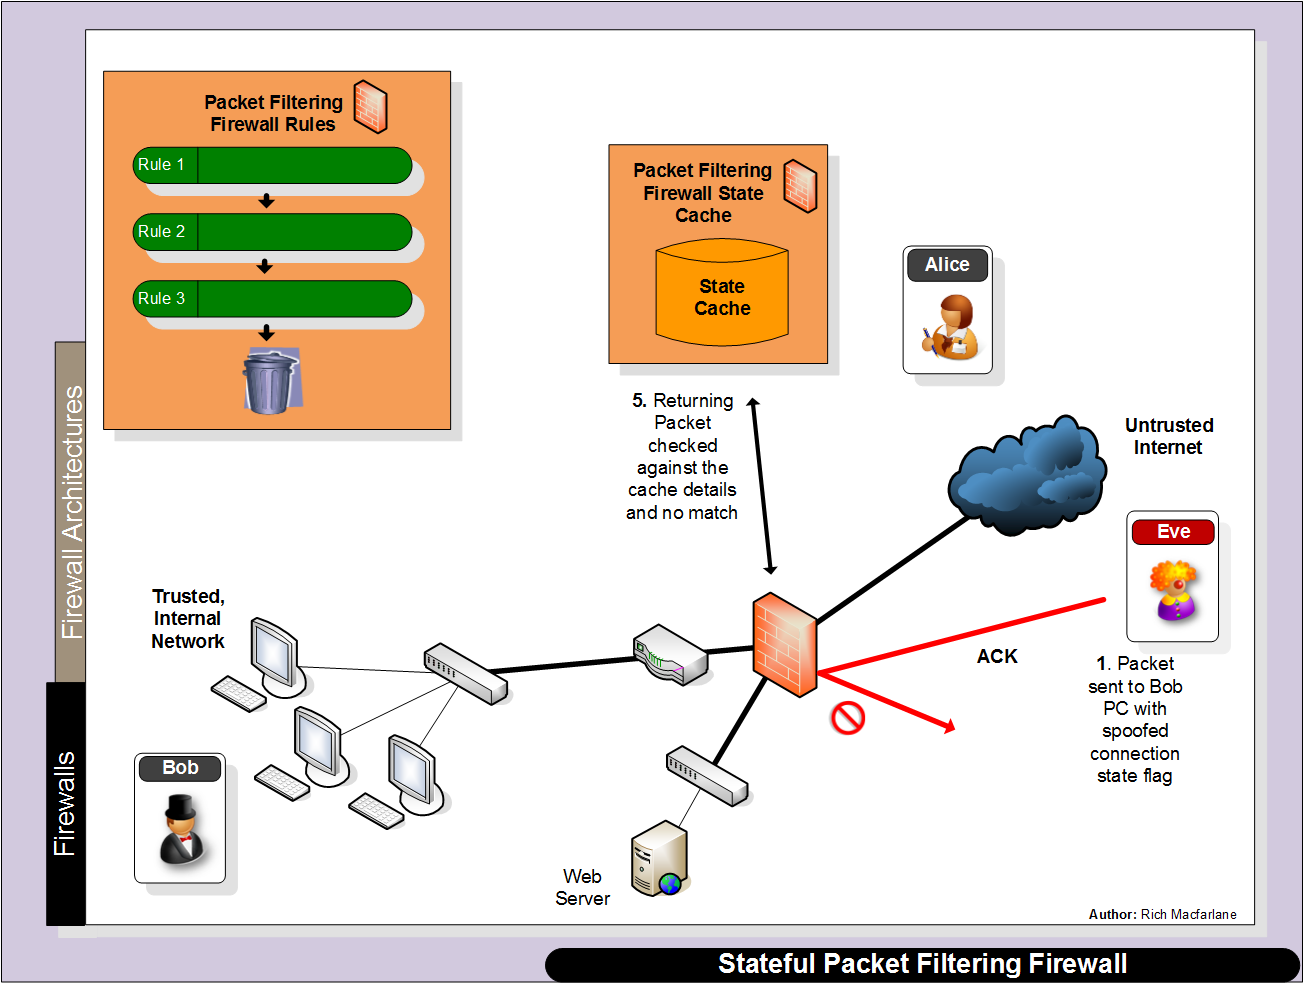 Packet Filtering
Firewall Rules
Rule 1
Rule 2
Rule 3
Packet Filtering
Firewall State
Cache
State
Cache
Alice
5. Returning
Packet
checked
against the
cache details
and no match
Untrusted
Internet
Eve
ACK
1. Packet
sent to Bob
PC with
spoofed
connection
state flag
Trusted,
Internal
Network
Bob
Web
Server
Firewall Architectures
Firewalls
Author: Rich Macfarlane
Stateful Packet Filtering Firewall